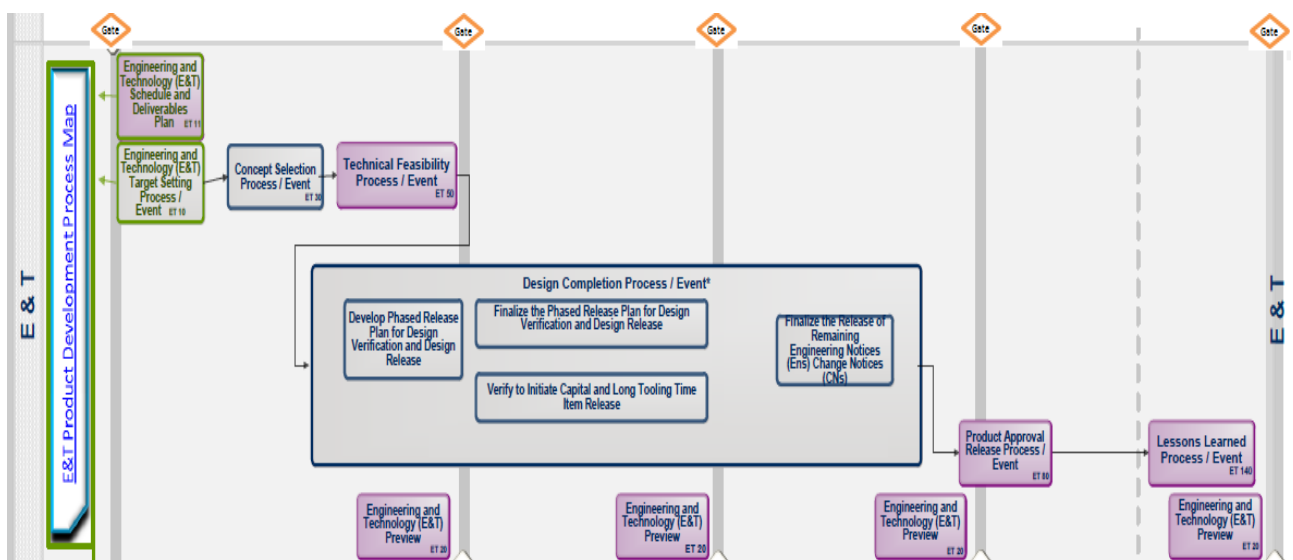 Gate
Gate
Gate
Gate
Gate
E & T
E&T Product Development Process Map
Engineering and
Technology (E&T)
Schedule and
Deliverables
Plan ET 11
Engineering and
Technology (E&T)
Target Setting
Process /
Event ET 10
Concept Selection
Process / Event
ET 30
Technical Feasibility
Process / Event
ET 50
Design Completion Process / Event*
Develop Phased Release
Plan for Design
Verification and Design
Release
Finalize the Phased Release Plan for Design
Verification and Design Release
Verify to Initiate Capital and Long Tooling Time
Item Release
Finalize the Release of
Remaining
Engineering Notices
(Ens) Change Notices
(CNs)
Product Approval
Release Process /
Event
ET 80
Lessons Learned
Process / Event
ET 140
E & T
Engineering and
Technology (E&T)
Preview
ET 20
Engineering and
Technology (E&T)
Preview
ET 20
Engineering and
Technology (E&T)
Preview
ET 20
Engineering and
Technology (E&T)
Preview
ET 20